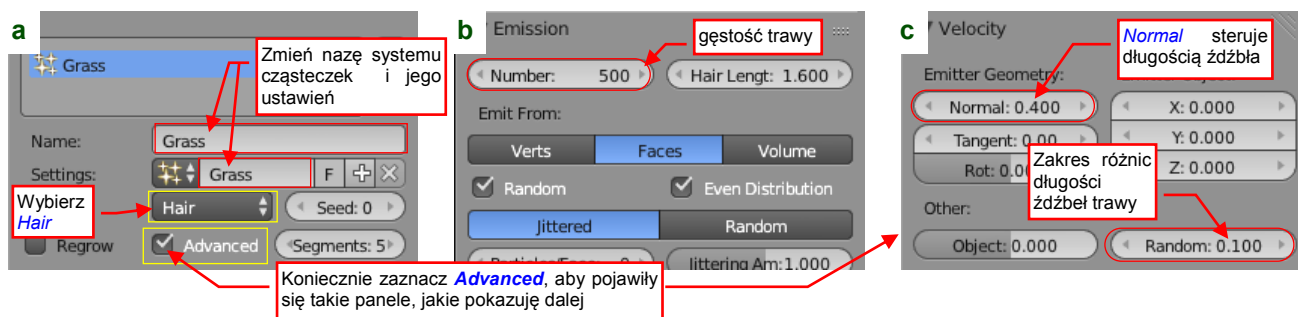 a
Grass
Zmień nazę systemu
cząsteczek i jego
ustawień
Name:
Grass
Settings:
Grass
F
Wybierz
Hair
Hair
Seed: 0
Regrow
Advanced
Segments: 5
Koniecznie zaznacz Advanced, aby pojawiły
się takie panele, jakie pokazuję dalej
b
Emission
gęstość trawy
Number: 500
Hair Lengt: 1.600
Emit From:
Verts
Faces
Volume
Random
Even Distribution
Jittered
Random
Jittering Am:1.000
c
Velocity
Normal steruje
długością źdźbła
Emitter Geometry:
Normal: 0.400
X: 0.000
Tangent: 0.00
Y: 0.000
Rot: 0.0
Z: 0.000
Zakres różnic
długości
źdźbeł trawy
Other:
Object: 0.000
Random: 0.100